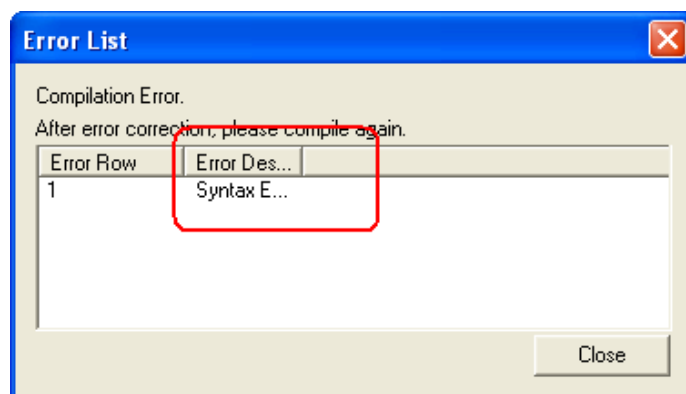 Error List
Compilation Error.
After error correction, please compile again.
Error Row Error Des...
1 Syntax E...
Close